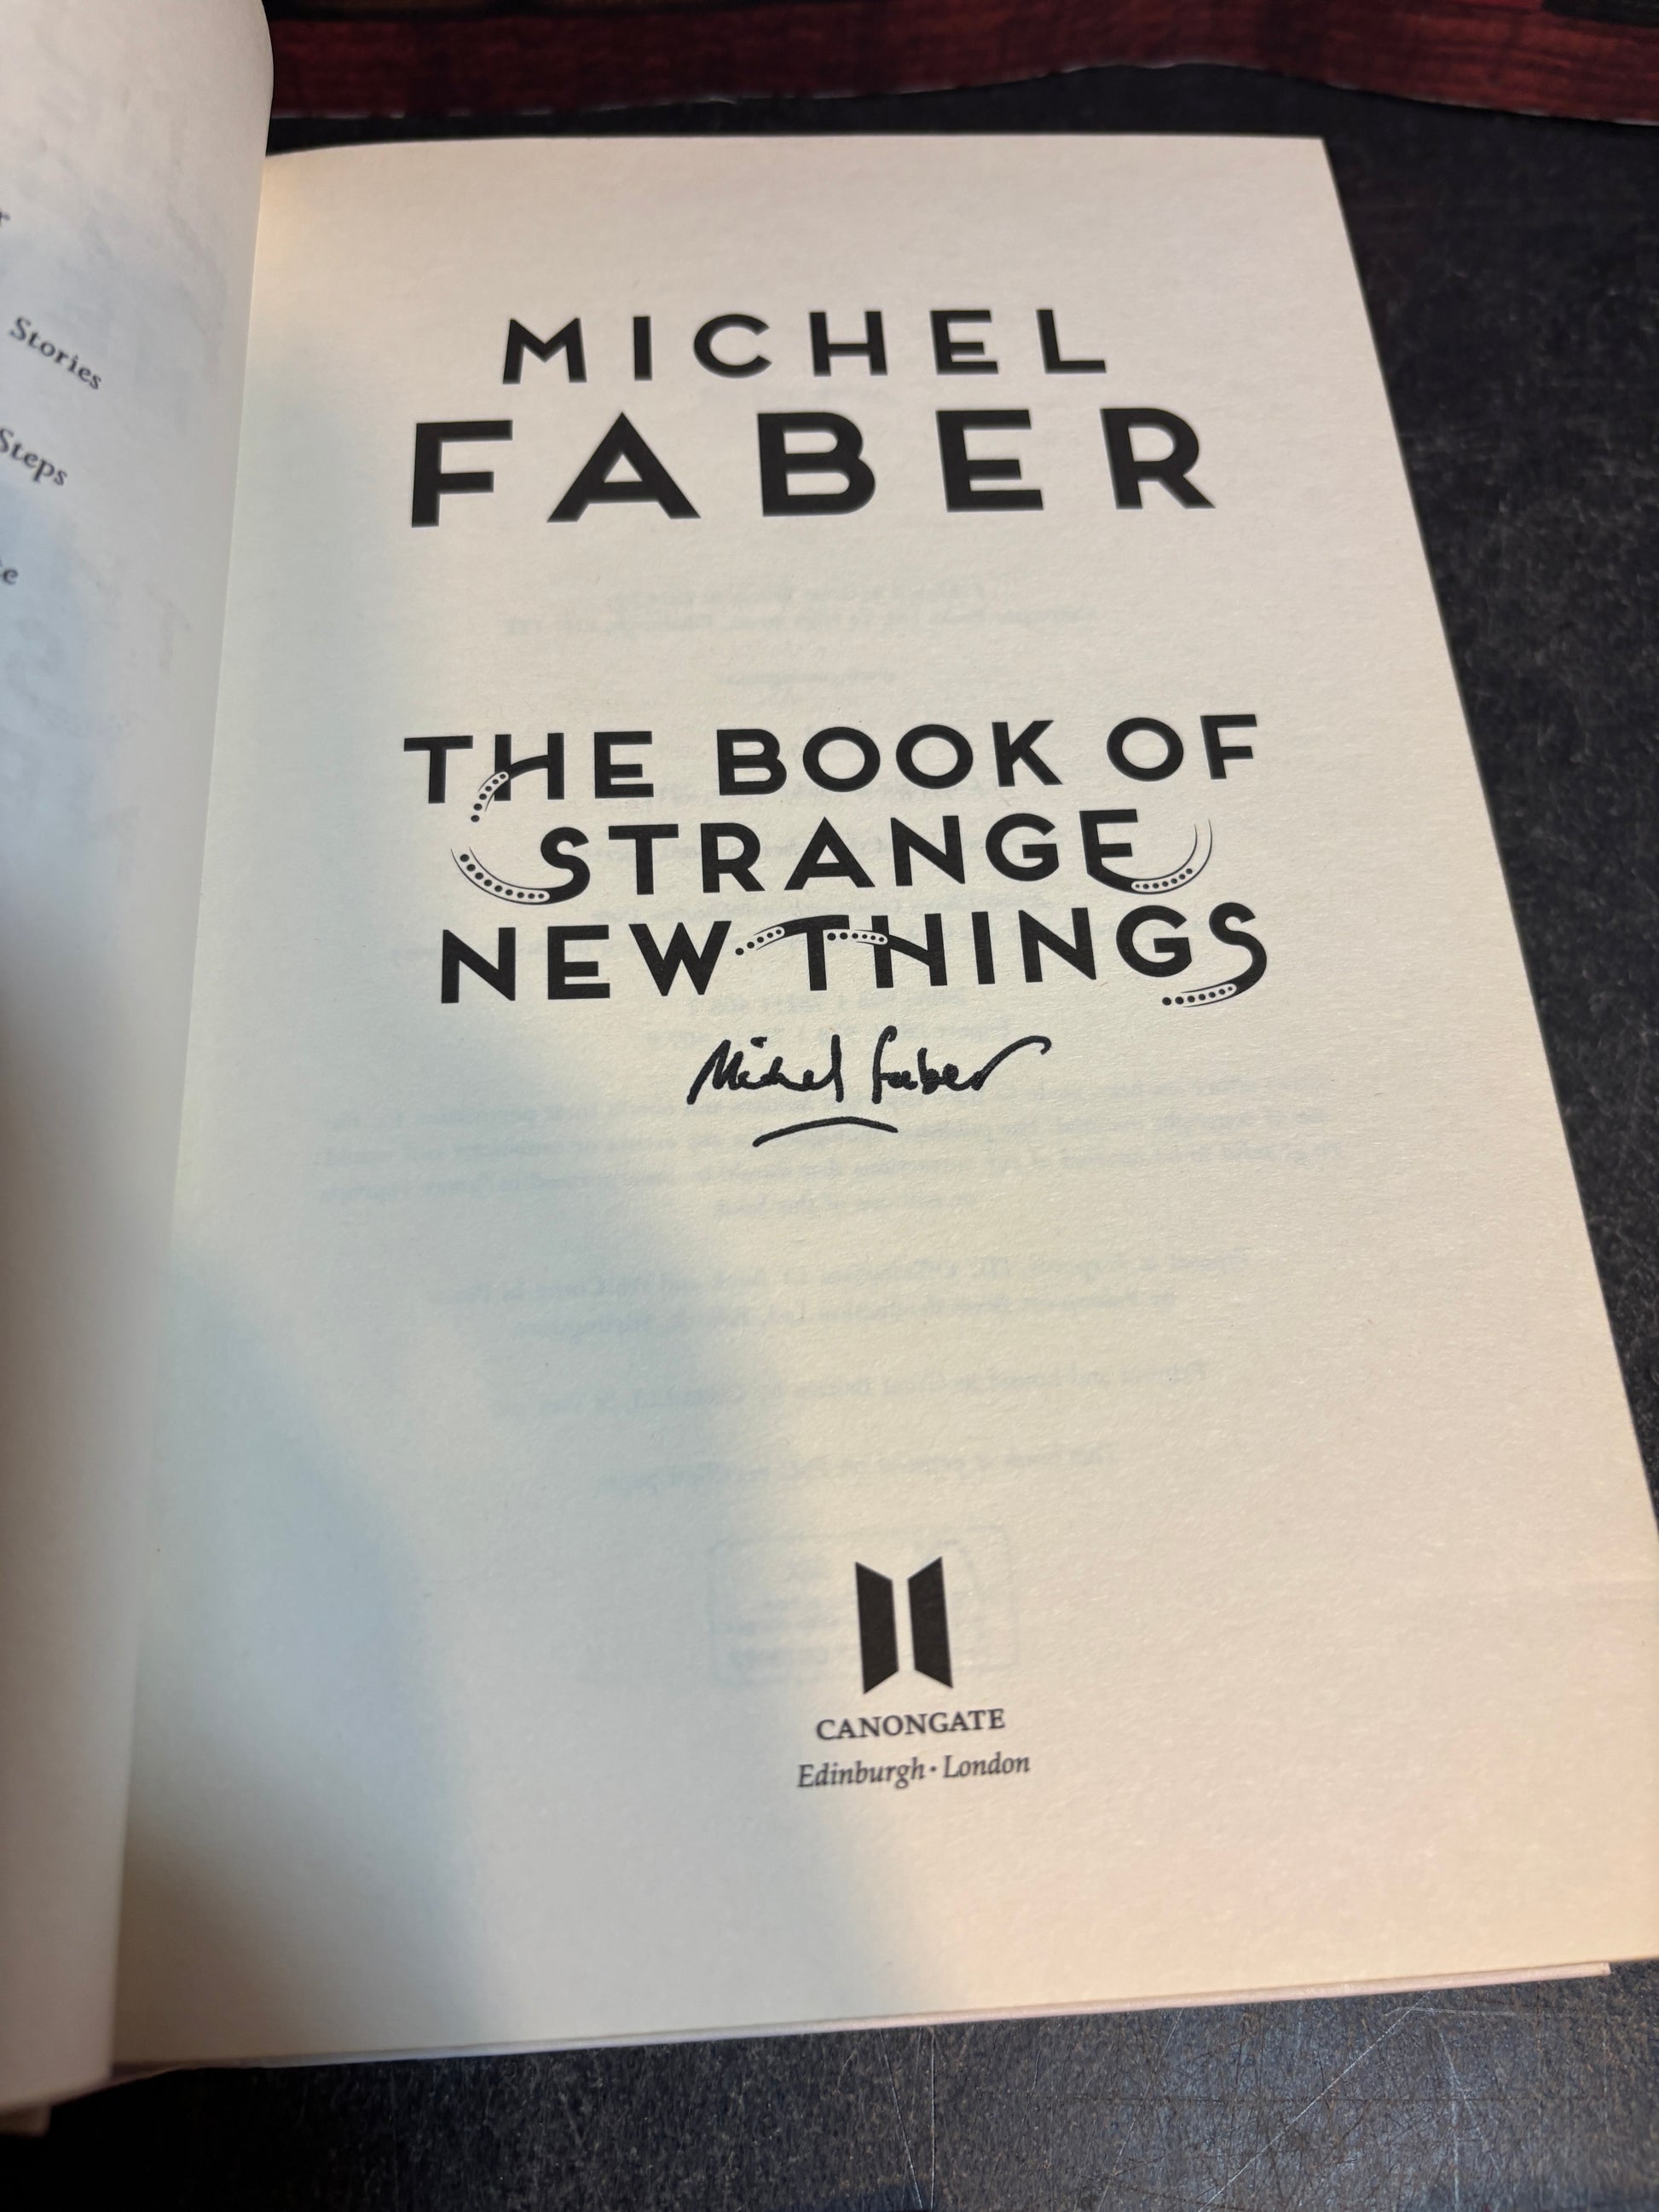 Stories
Steps
MICHEL
FABER
THE BOOK OF
STRANGE
NEW THINGS
Michel Faber
CANONGATE
Edinburgh · London